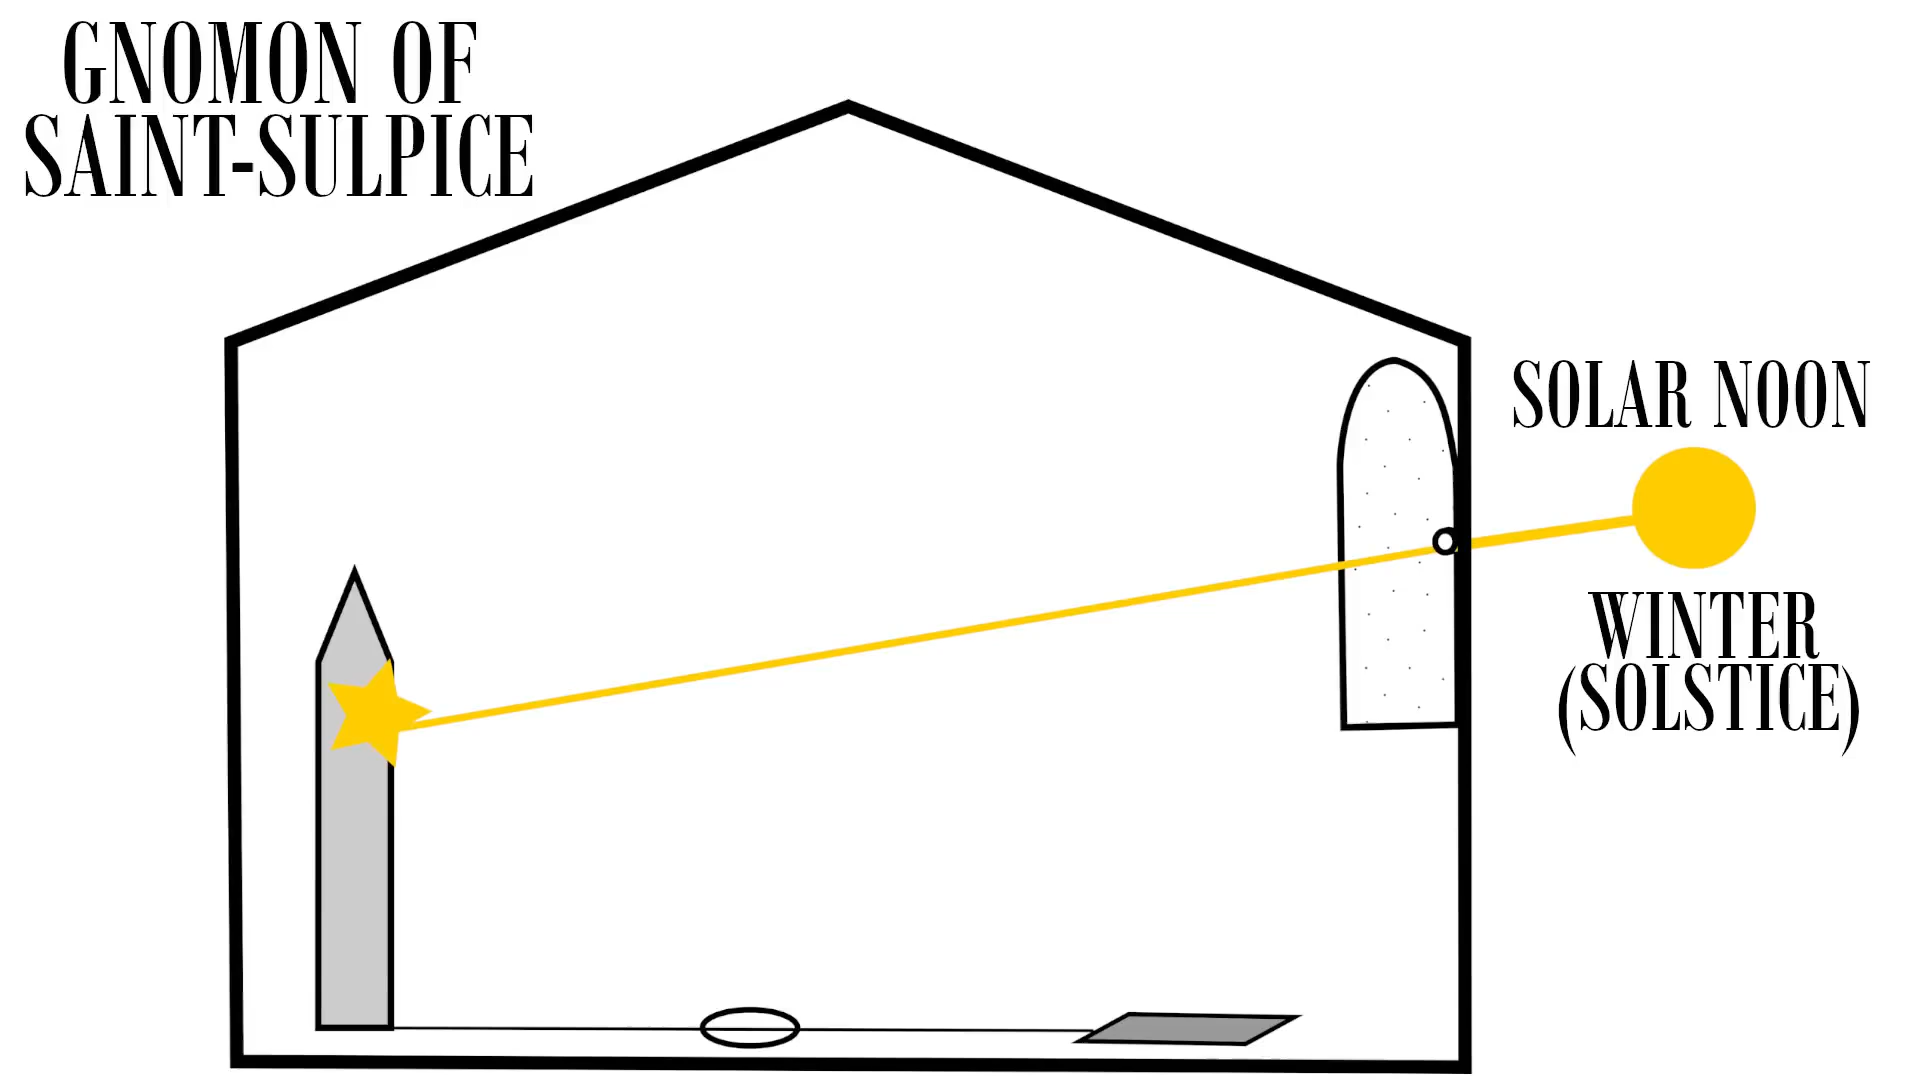 GNOMON OF
SAINT-SULPICE
SOLAR NOON
WINTER
(SOLSTICE)